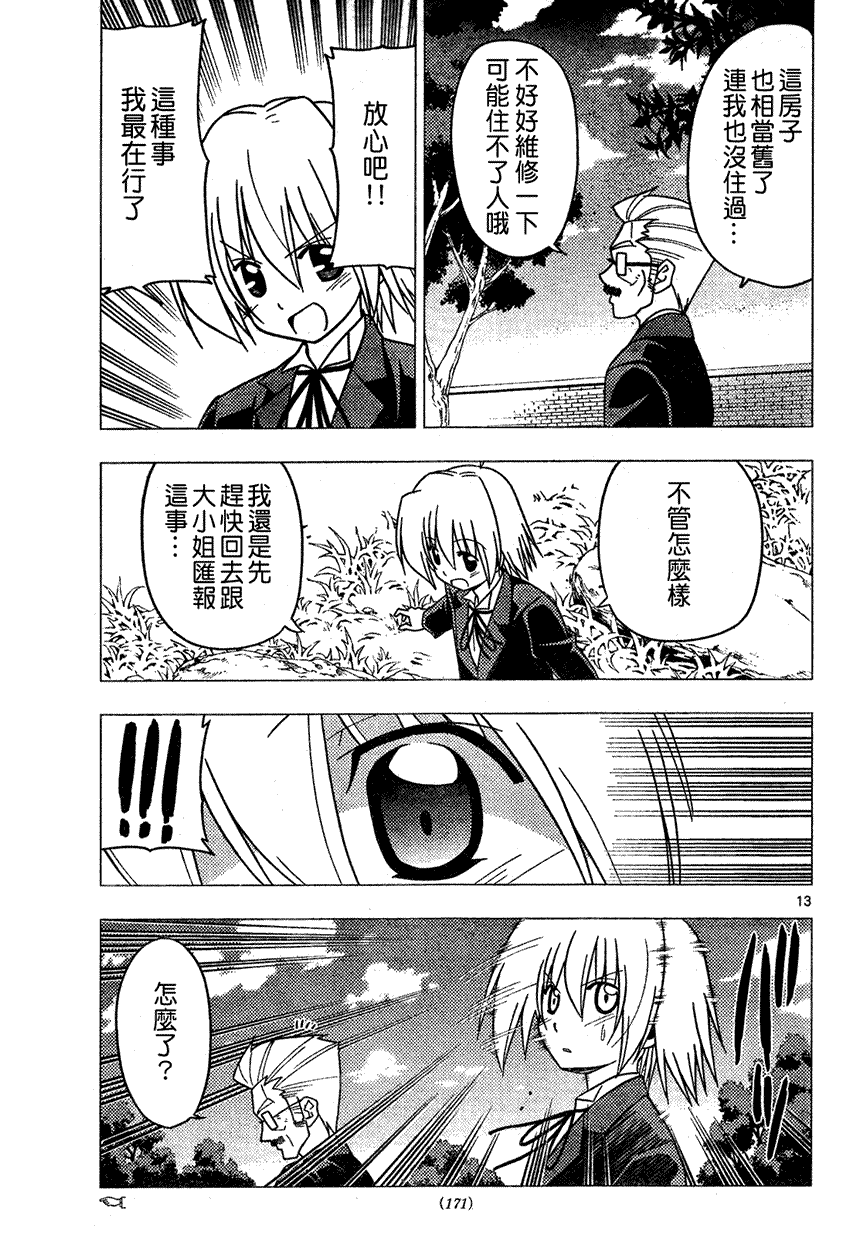 這房子
也相當舊了
連我也沒住過…
不好好維修一下
可能住不了人哦
放心吧!!
這種事
我最在行了
不管怎麼樣
我還是先
趕快回去跟
大小姐匯報
這事…
!!!
13
!!!
怎麼了?
(171)